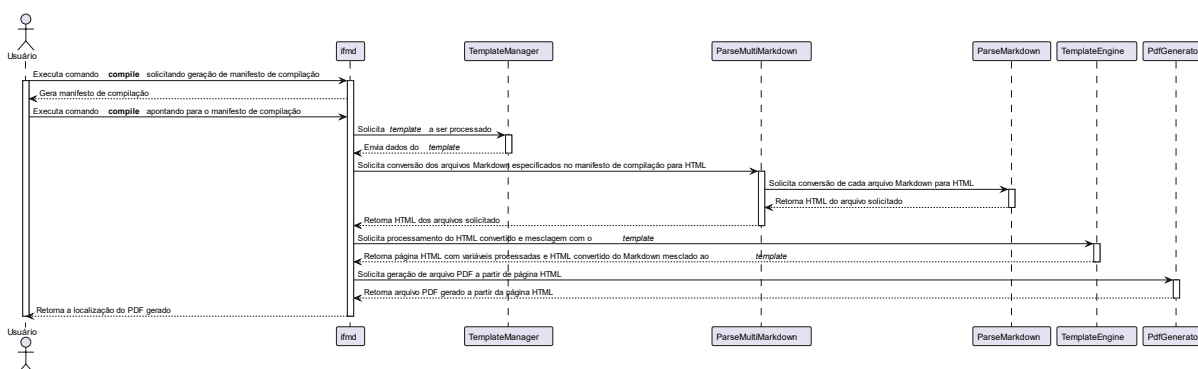 Usuário
ifmd
TemplateManager
ParseMultiMarkdown
ParseMarkdown
TemplateEngine
PdfGenerato
Executa comando compile solicitando geração de manifesto de compilação
Gera manifesto de compilação
Executa comando compile apontando para o manifesto de compilação
Solicita template a ser processado
Envia dados do template
Solicita conversão dos arquivos Markdown especificados no manifesto de compilação para HTML
Solicita conversão de cada arquivo Markdown para HTML
Retorna HTML do arquivo solicitado
Retorna HTML dos arquivos solicitado
Solicita processamento do HTML convertido e mesclagem com o template
Retorna página HTML com variáveis processadas e HTML convertido do Markdown mesclado ao template
Solicita geração de arquivo PDF a partir de página HTML
Retorna arquivo PDF gerado a partir da página HTML
Retorna a localização do PDF gerado
Usuário
ifmd
TemplateManager
ParseMultiMarkdown
ParseMarkdown
TemplateEngine
PdfGenerato